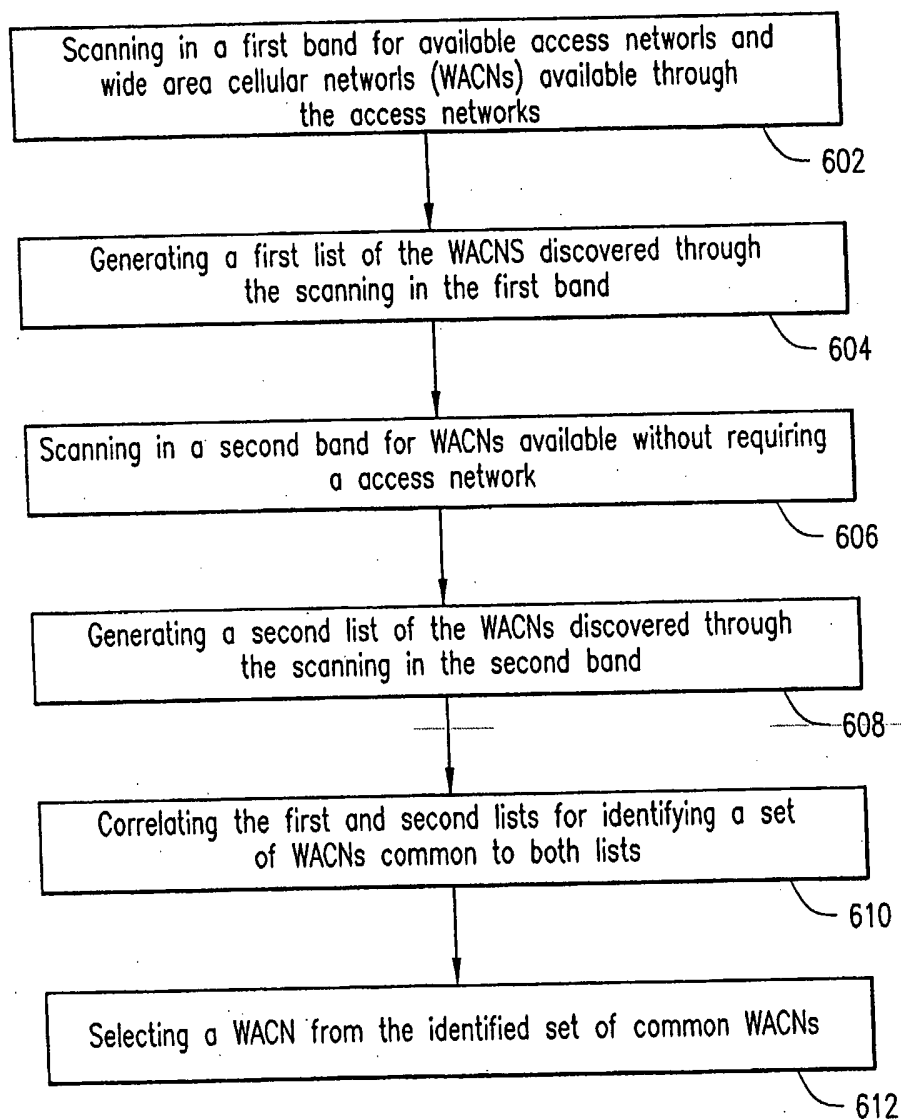 Scanning in a first band for available access networls and
wide area cellular networls (WACNs) available through
the access networks
602
Generating a first list of the WACNS discovered through
the scanning in the first band
604
Scanning in a second band for WACNs available without requiring
a access network
606
Generating a second list of the WACNs discovered through
the scanning in the second band
608
Correlating the first and second lists for identifying a set
of WACNs common to both lists
610
Selecting a WACN from the identified set of common WACNs
612